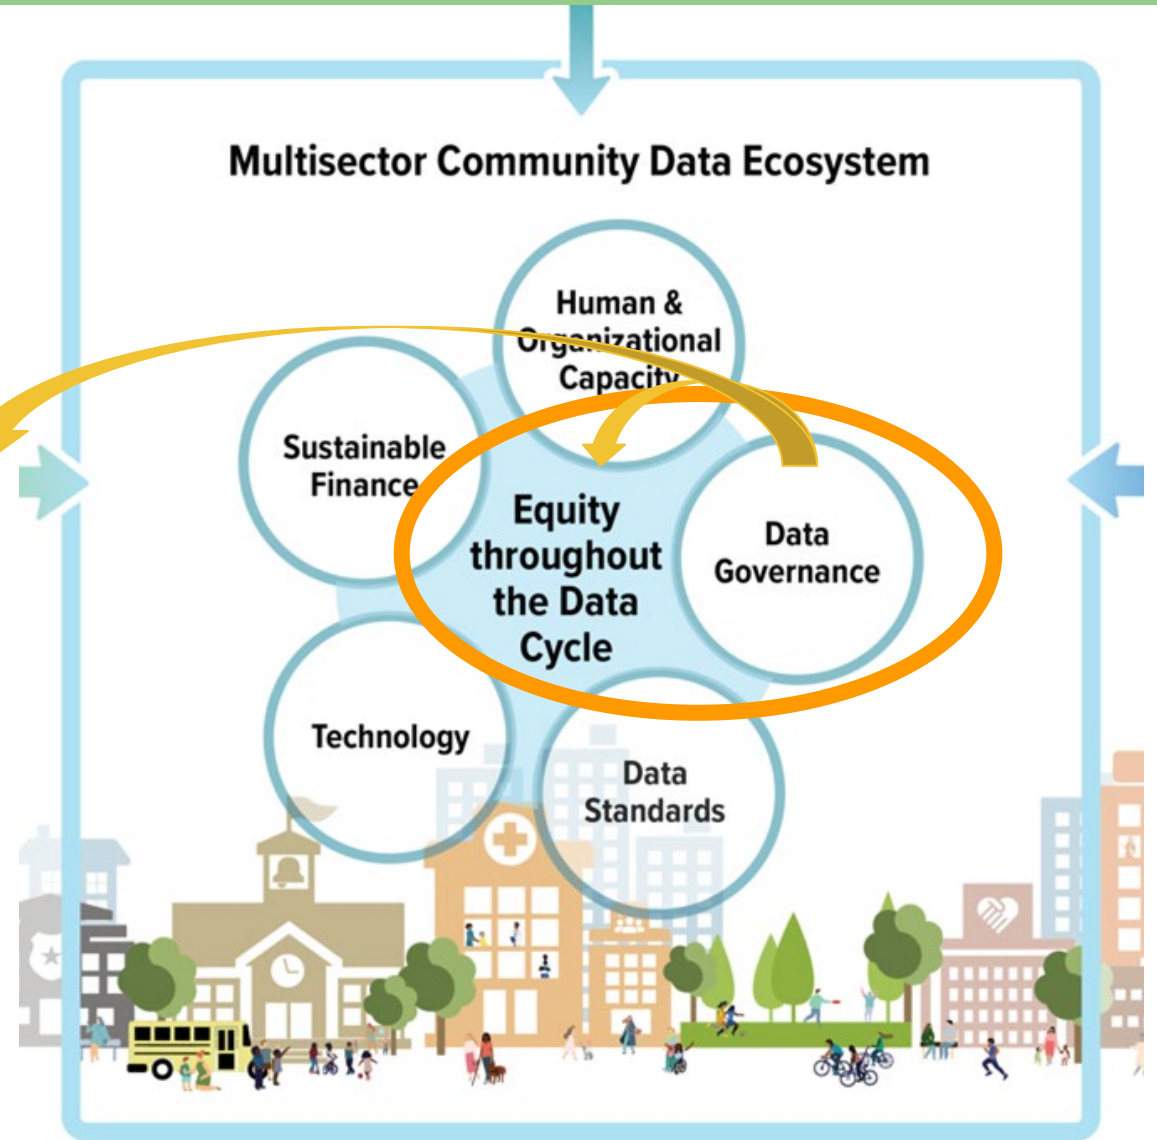 Multisector Community Data Ecosystem
Human &
Organizational
Capacity
Sustainable
Finance
Equity
throughout
the Data
Cycle
Data
Governance
Technology
Data
Standards